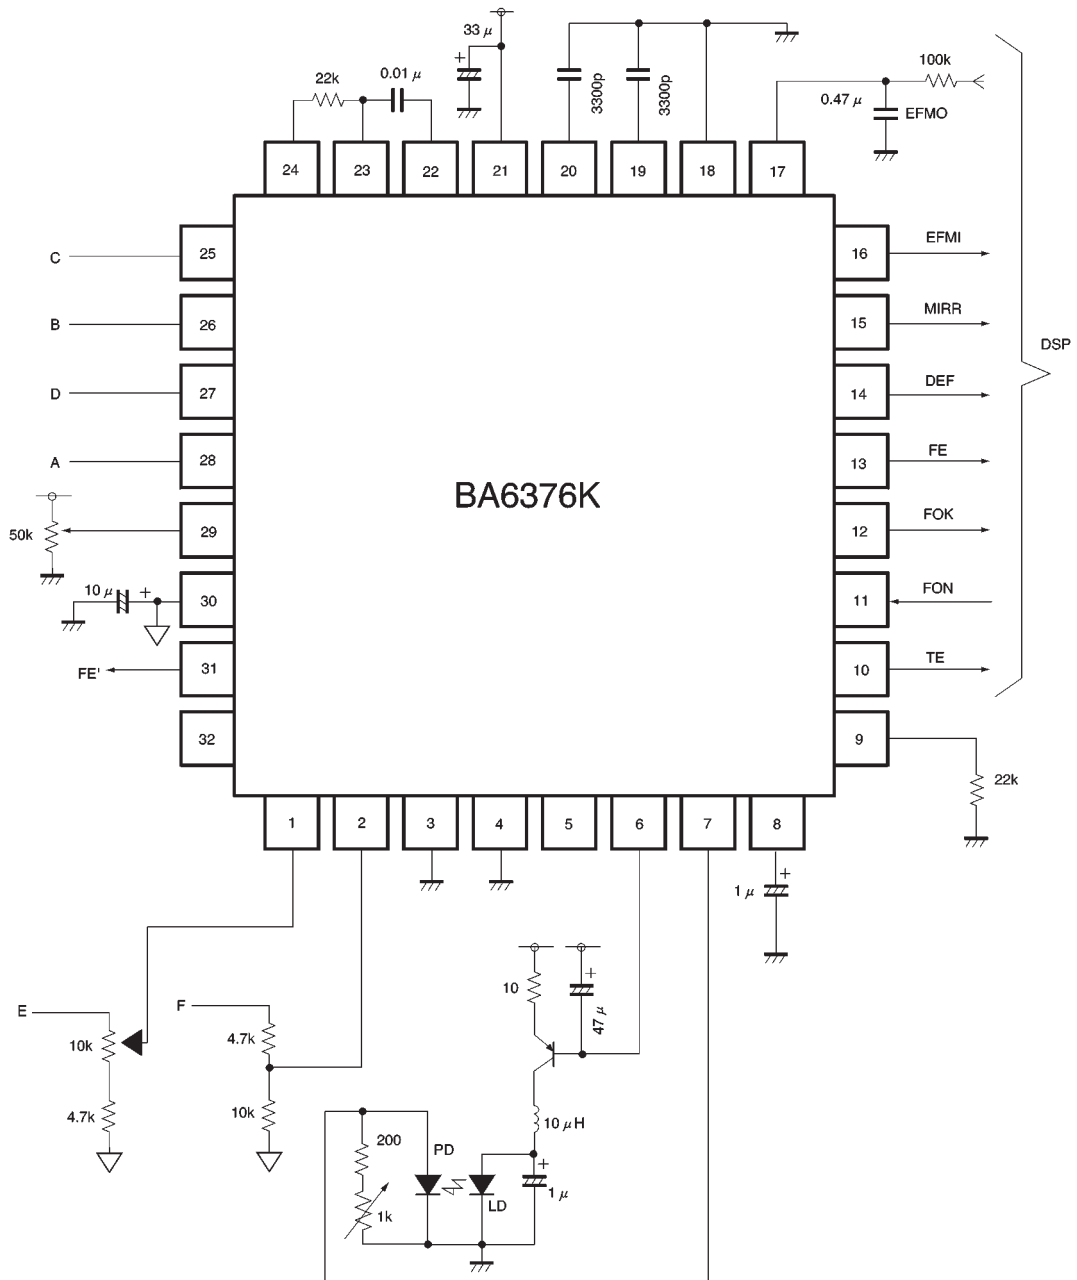 33 μ
22k
0.01 μ
3300p
3300p
100k
0.47 μ
EFMO
24
23
22
21
20
19
18
17
C
25
16
EFMI
B
26
15
MIRR
DSP
D
27
14
DEF
A
28
13
FE
BA6376K
50k
29
12
FOK
10 μ
+
30
11
FON
FE'
31
10
TE
32
9
22k
1
2
3
4
5
6
7
8
+
1 μ
+
E
10k
4.7k
F
4.7k
10k
10
+
47 μ
10 μH
200
PD
1k
LD
+
1 μ